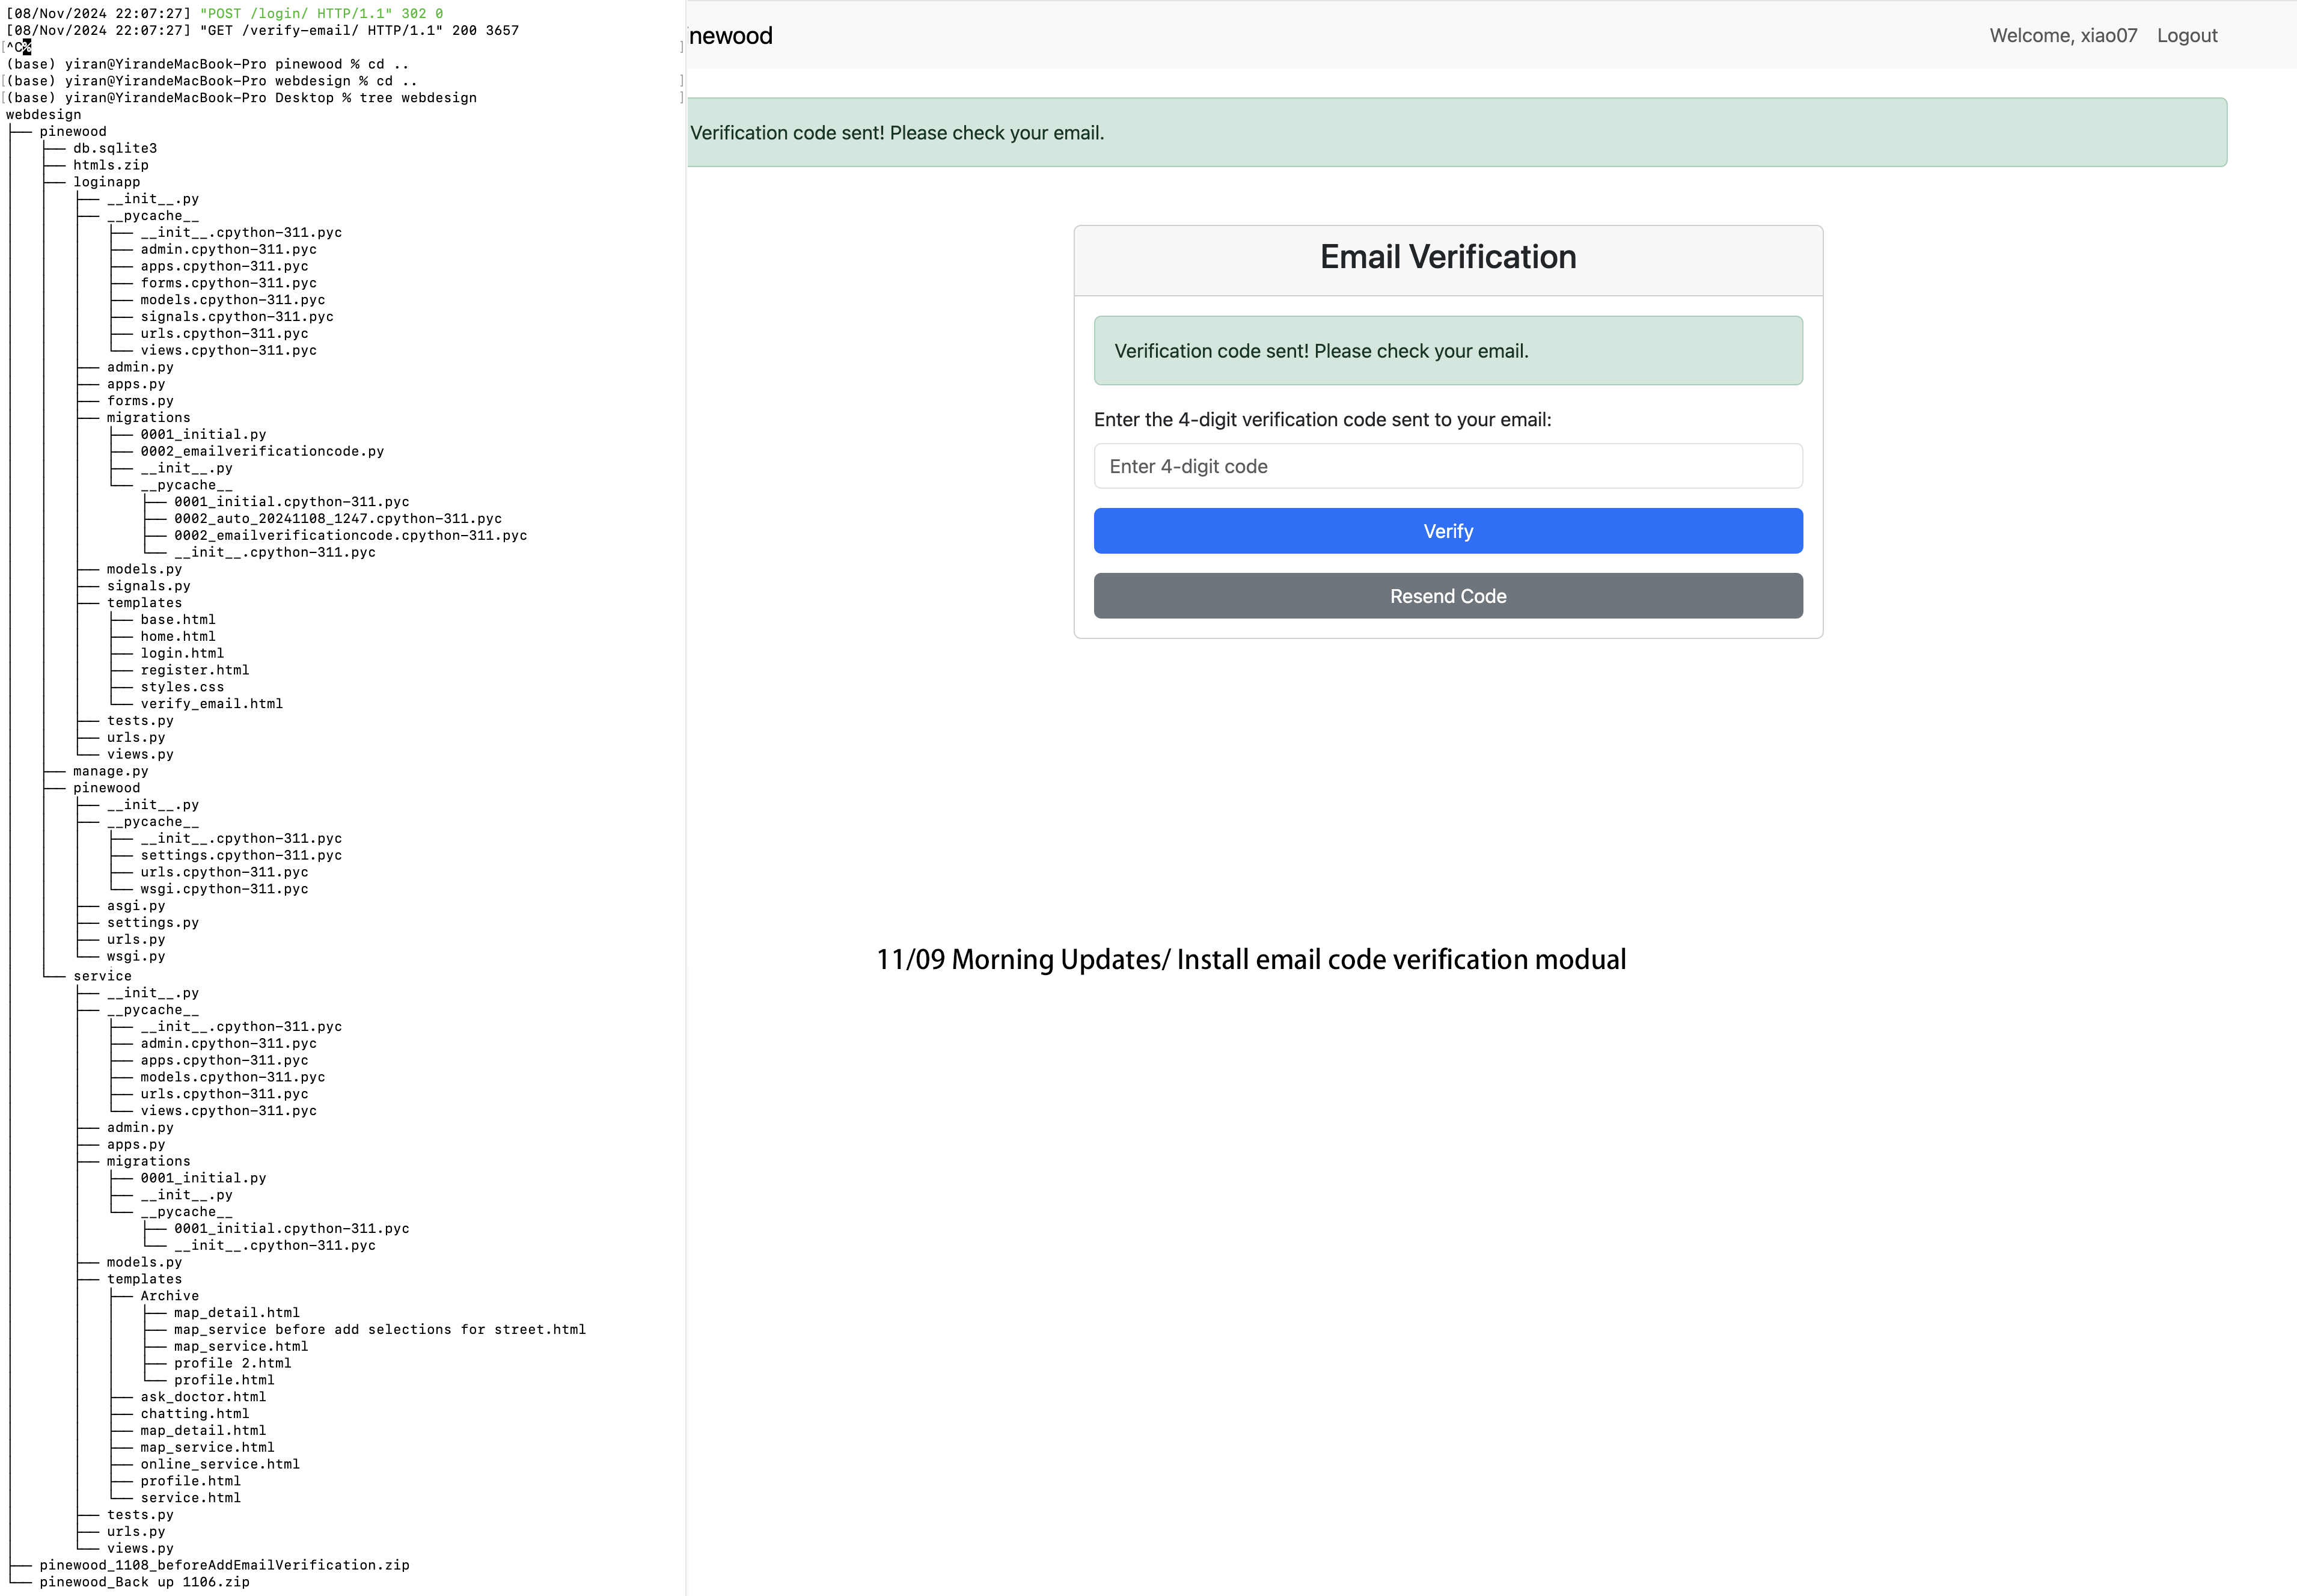 [08/Nov/2024 22:07:27] "POST /login/ HTTP/1.1" 302 0
[08/Nov/2024 22:07:27] "GET /verify-email/ HTTP/1.1" 200 3657
[^C%]
(base) yiran@YirandeMacBook-Pro pinewood % cd ..
[(base) yiran@YirandeMacBook-Pro webdesign % cd ..]
[(base) yiran@YirandeMacBook-Pro Desktop % tree webdesign]
webdesign
├── pinewood
│   ├── db.sqlite3
│   ├── htmls.zip
│   ├── loginapp
│   │   ├── __init__.py
│   │   ├── __pycache__
│   │   │   ├── __init__.cpython-311.pyc
│   │   │   ├── admin.cpython-311.pyc
│   │   │   ├── apps.cpython-311.pyc
│   │   │   ├── forms.cpython-311.pyc
│   │   │   ├── models.cpython-311.pyc
│   │   │   ├── signals.cpython-311.pyc
│   │   │   ├── urls.cpython-311.pyc
│   │   │   └── views.cpython-311.pyc
│   │   ├── admin.py
│   │   ├── apps.py
│   │   ├── forms.py
│   │   ├── migrations
│   │   │   ├── 0001_initial.py
│   │   │   ├── 0002_emailverificationcode.py
│   │   │   ├── __init__.py
│   │   │   └── __pycache__
│   │   │       ├── 0001_initial.cpython-311.pyc
│   │   │       ├── 0002_auto_20241108_1247.cpython-311.pyc
│   │   │       ├── 0002_emailverificationcode.cpython-311.pyc
│   │   │       └── __init__.cpython-311.pyc
│   │   ├── models.py
│   │   ├── signals.py
│   │   ├── templates
│   │   │   ├── base.html
│   │   │   ├── home.html
│   │   │   ├── login.html
│   │   │   ├── register.html
│   │   │   ├── styles.css
│   │   │   └── verify_email.html
│   │   ├── tests.py
│   │   ├── urls.py
│   │   └── views.py
│   ├── manage.py
│   ├── pinewood
│   │   ├── __init__.py
│   │   ├── __pycache__
│   │   │   ├── __init__.cpython-311.pyc
│   │   │   ├── settings.cpython-311.pyc
│   │   │   ├── urls.cpython-311.pyc
│   │   │   └── wsgi.cpython-311.pyc
│   │   ├── asgi.py
│   │   ├── settings.py
│   │   ├── urls.py
│   │   └── wsgi.py
│   └── service
│       ├── __init__.py
│       ├── __pycache__
│       │   ├── __init__.cpython-311.pyc
│       │   ├── admin.cpython-311.pyc
│       │   ├── apps.cpython-311.pyc
│       │   ├── models.cpython-311.pyc
│       │   ├── urls.cpython-311.pyc
│       │   └── views.cpython-311.pyc
│       ├── admin.py
│       ├── apps.py
│       ├── migrations
│       │   ├── 0001_initial.py
│       │   ├── __init__.py
│       │   └── __pycache__
│       │       ├── 0001_initial.cpython-311.pyc
│       │       └── __init__.cpython-311.pyc
│       ├── models.py
│       ├── templates
│       │   ├── Archive
│       │   │   ├── map_detail.html
│       │   │   ├── map_service before add selections for street.html
│       │   │   ├── map_service.html
│       │   │   ├── profile 2.html
│       │   │   └── profile.html
│       │   ├── ask_doctor.html
│       │   ├── chatting.html
│       │   ├── map_detail.html
│       │   ├── map_service.html
│       │   ├── online_service.html
│       │   ├── profile.html
│       │   └── service.html
│       ├── tests.py
│       ├── urls.py
│       └── views.py
├── pinewood_1108_beforeAddEmailVerification.zip
└── pinewood_Back up 1106.zip
inewood
Welcome, xiao07 Logout
Verification code sent! Please check your email.
Email Verification
Verification code sent! Please check your email.
Enter the 4-digit verification code sent to your email:
Enter 4-digit code
Verify
Resend Code
11/09 Morning Updates/ Install email code verification modual